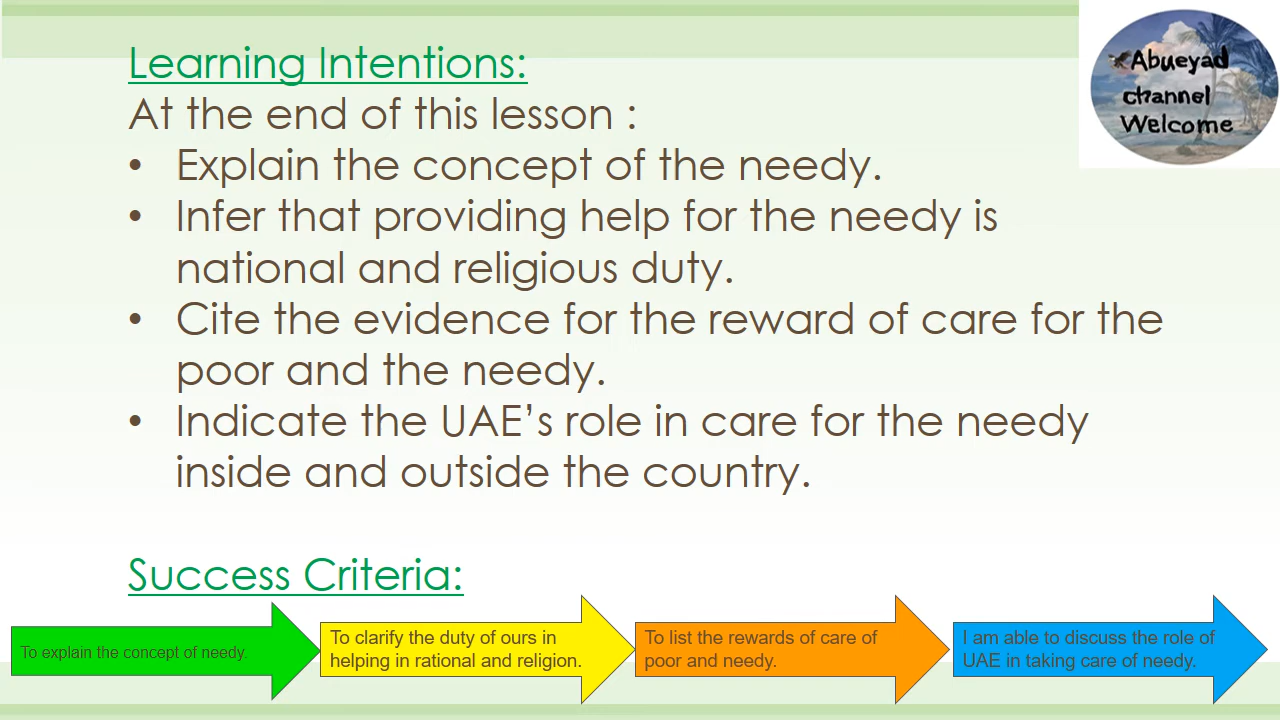 Learning Intentions:
At the end of this lesson :
• Explain the concept of the needy.
• Infer that providing help for the needy is
national and religious duty.
• Cite the evidence for the reward of care for the
poor and the needy.
• Indicate the UAE’s role in care for the needy
inside and outside the country.
Success Criteria:
To explain the concept of needy.
To clarify the duty of ours in
helping in rational and religion.
To list the rewards of care of
poor and needy.
I am able to discuss the role of
UAE in taking care of needy.
Abueyad
channel
Welcome